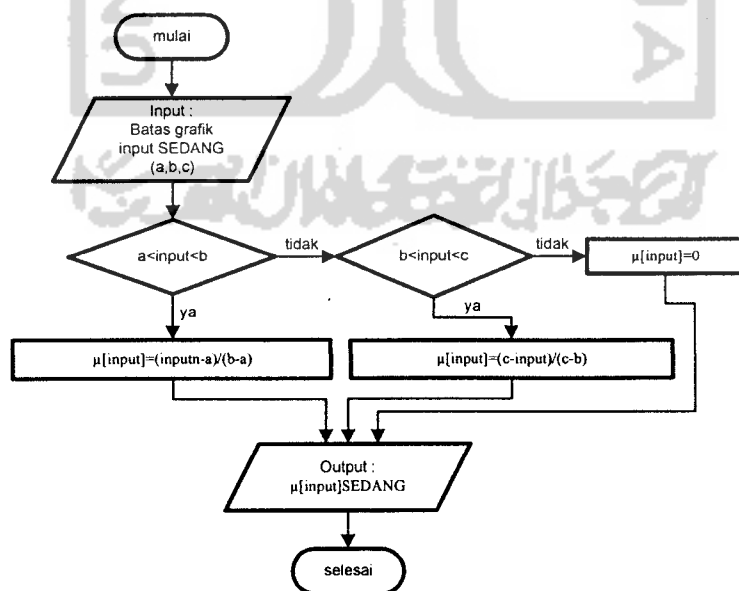 mulai
Input :
Batas grafik
input SEDANG
(a,b,c)
a<input<b
tidak
b<input<c
tidak
μ[input]=0
ya
ya
μ[input]=(inputn-a)/(b-a)
μ[input]=(c-input)/(c-b)
Output :
μ[input]SEDANG
selesai